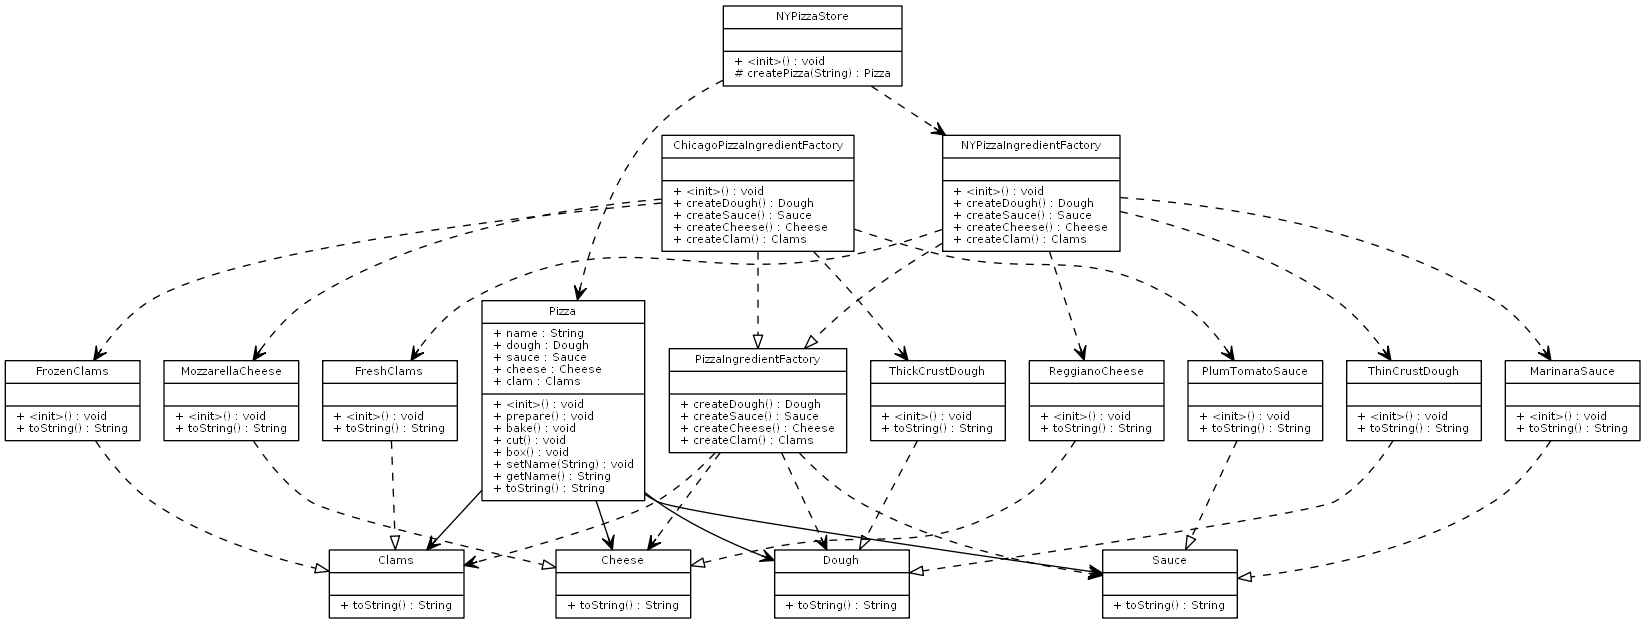 NYPizzaStore
+ <init>() : void
# createPizza(String) : Pizza
ChicagoPizzaIngredientFactory
+ <init>() : void
+ createDough() : Dough
+ createSauce() : Sauce
+ createCheese() : Cheese
+ createClam() : Clams
NYPizzaIngredientFactory
+ <init>() : void
+ createDough() : Dough
+ createSauce() : Sauce
+ createCheese() : Cheese
+ createClam() : Clams
FrozenClams
+ <init>() : void
+ toString() : String
MozzarellaCheese
+ <init>() : void
+ toString() : String
FreshClams
+ <init>() : void
+ toString() : String
Pizza
+ name : String
+ dough : Dough
+ sauce : Sauce
+ cheese : Cheese
+ clam : Clams
+ <init>() : void
+ prepare() : void
+ bake() : void
+ cut() : void
+ box() : void
+ setName(String) : void
+ getName() : String
+ toString() : String
PizzaIngredientFactory
+ createDough() : Dough
+ createSauce() : Sauce
+ createCheese() : Cheese
+ createClam() : Clams
ThickCrustDough
+ <init>() : void
+ toString() : String
ReggianoCheese
+ <init>() : void
+ toString() : String
PlumTomatoSauce
+ <init>() : void
+ toString() : String
ThinCrustDough
+ <init>() : void
+ toString() : String
MarinaraSauce
+ <init>() : void
+ toString() : String
Clams
+ toString() : String
Cheese
+ toString() : String
Dough
+ toString() : String
Sauce
+ toString() : String